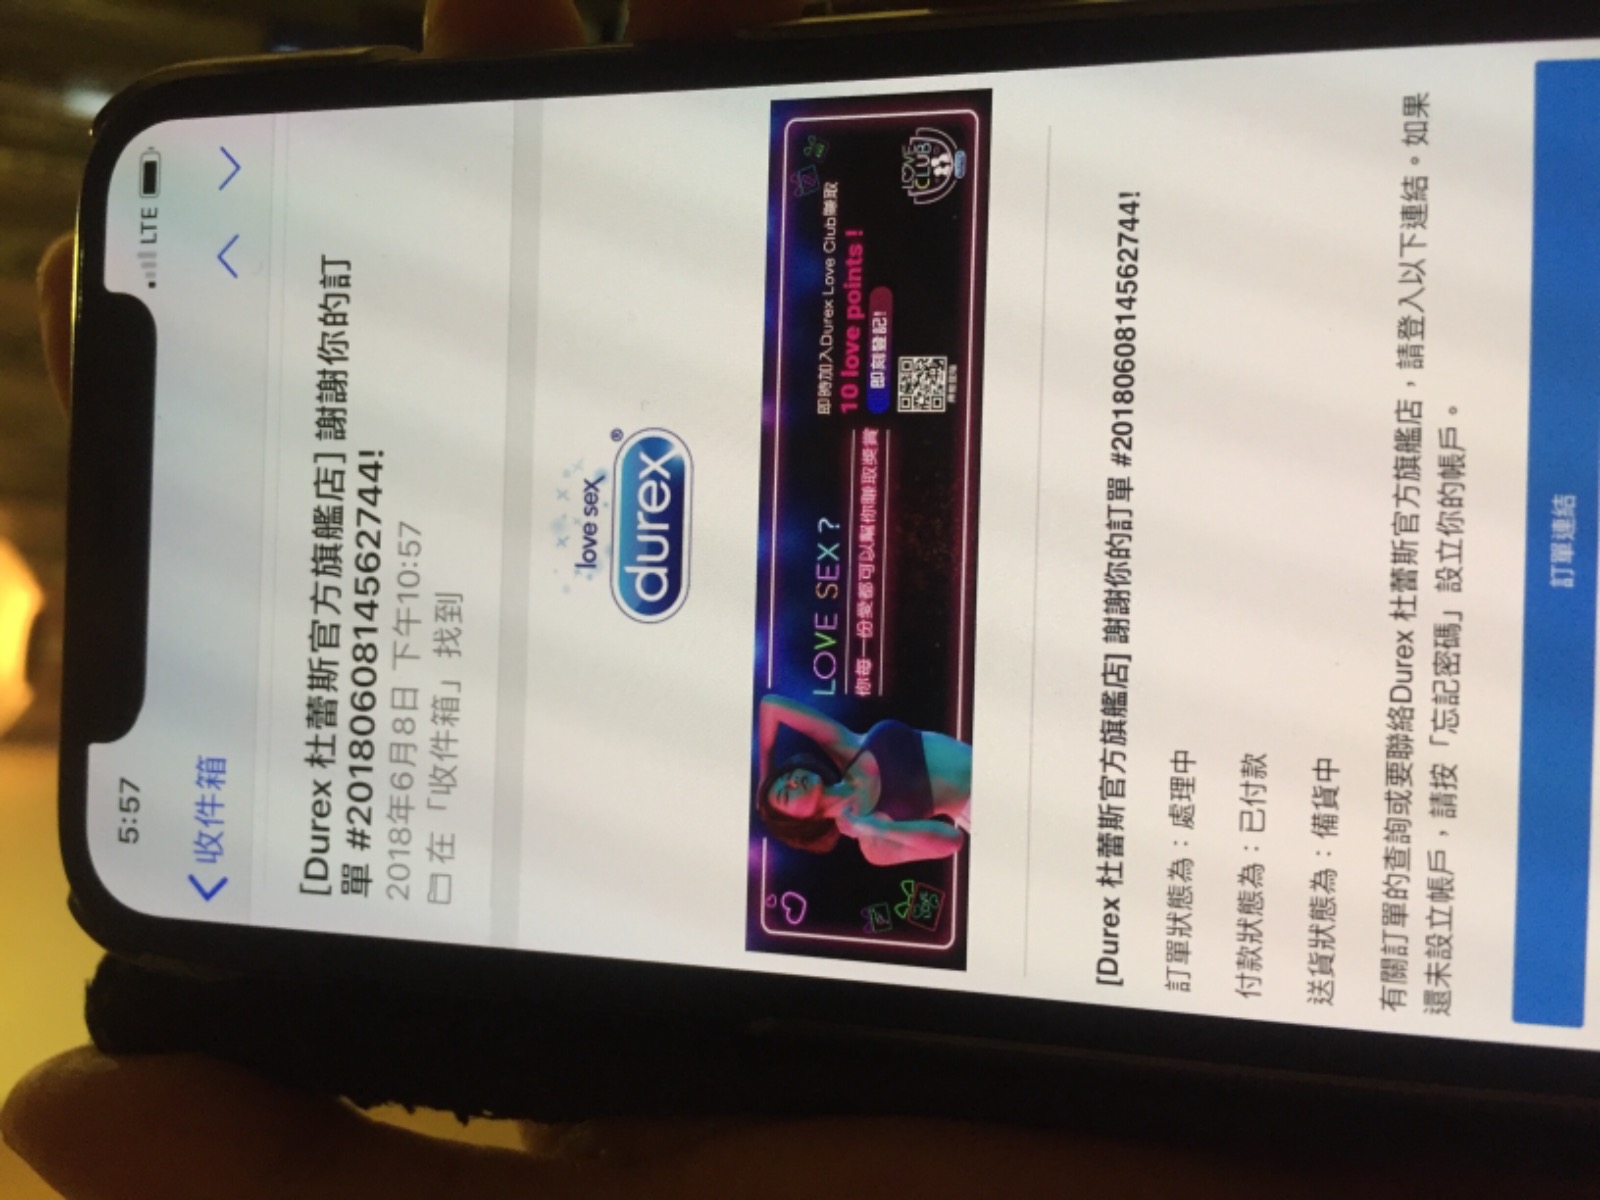 5:57
LTE
收件箱
[Durex 杜蕾斯官方旗艦店] 謝謝你的訂
單 #2018060814562744!
2018年6月8日 下午10:57
在「收件箱」找到
love sex
durex®
LOVE SEX?
你每一份愛都可以幫你賺取獎賞
即時加入Durex Love Club賺取
10 love points!
即刻登記!
LOVE
CLUB
[Durex 杜蕾斯官方旗艦店] 謝謝你的訂單 #2018060814562744!
訂單狀態為：處理中
付款狀態為：已付款
送貨狀態為：備貨中
有關訂單的查詢或要聯絡Durex 杜蕾斯官方旗艦店，請登入以下連結。如果
還未設立帳戶，請按「忘記密碼」設立你的帳戶。
訂單連結